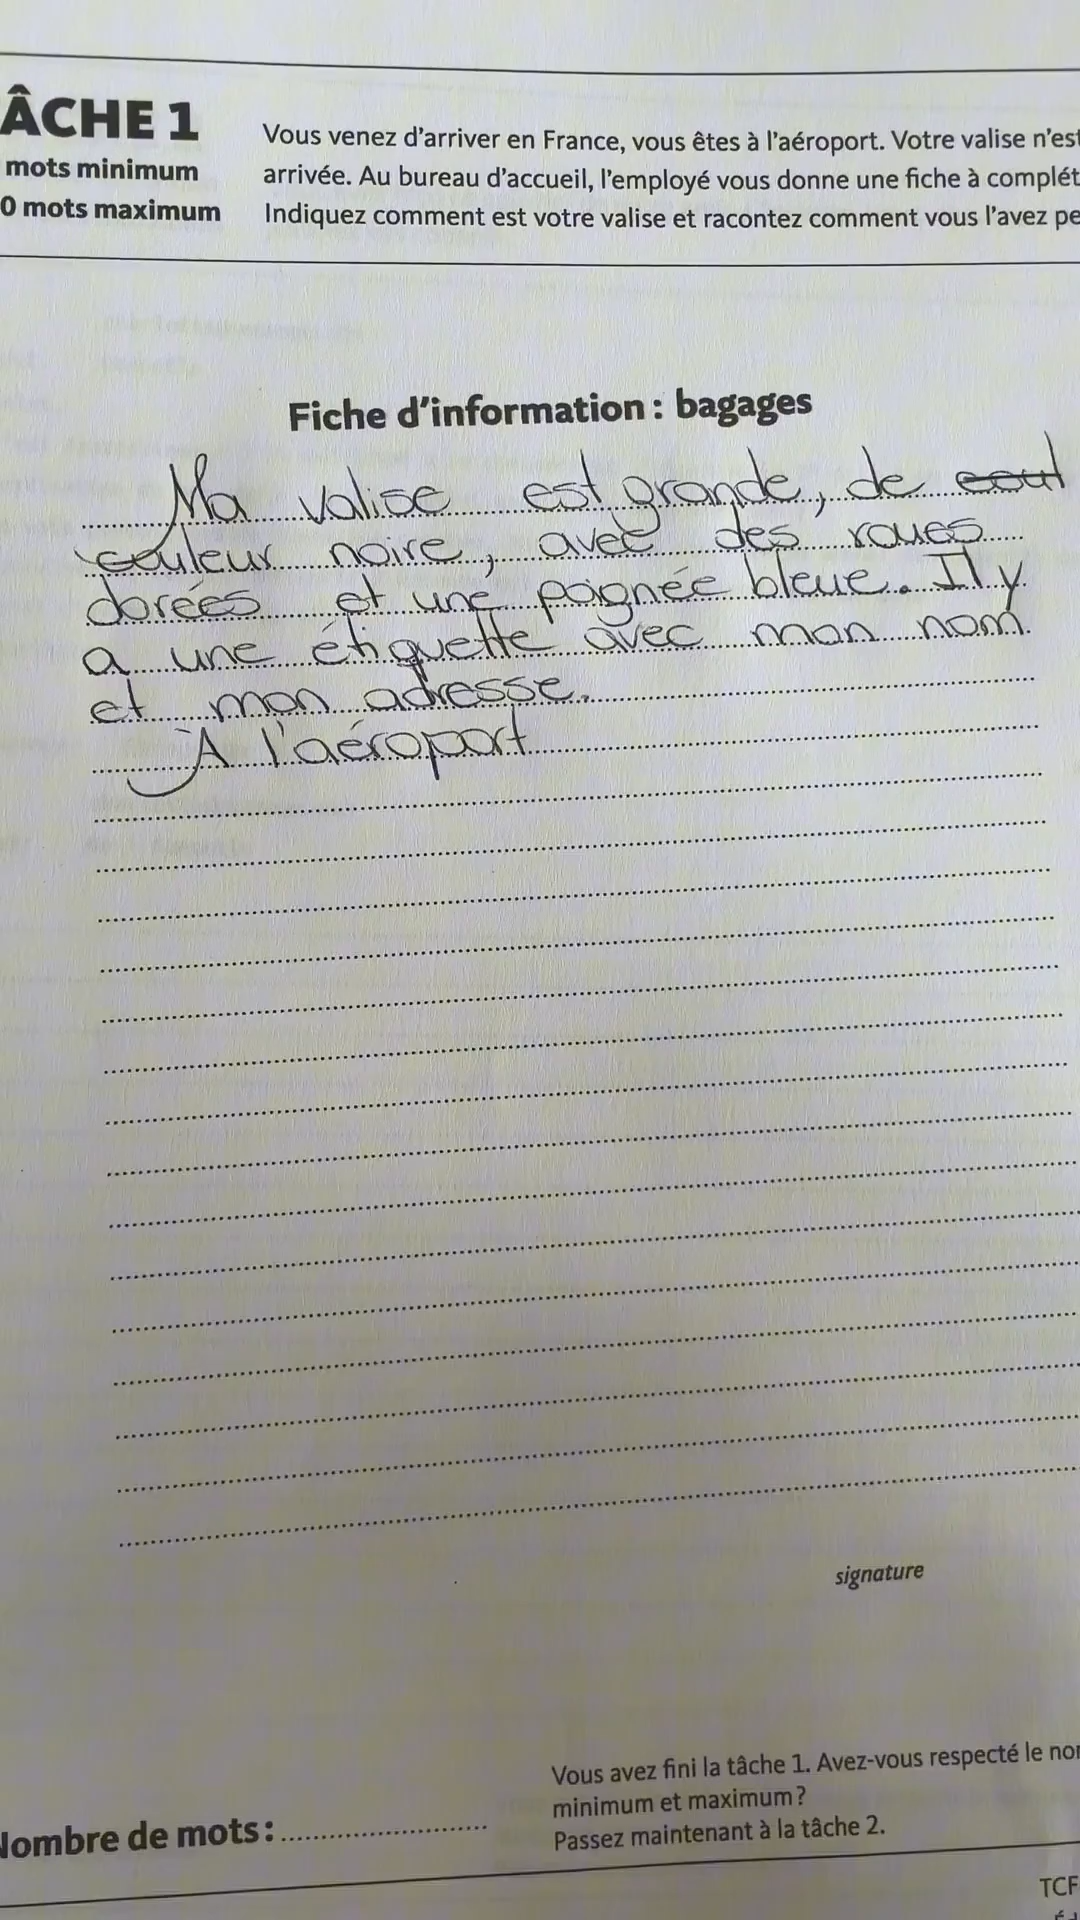 ÂCHE 1
mots minimum
0 mots maximum
Vous venez d'arriver en France, vous êtes à l'aéroport. Votre valise n'est
arrivée. Au bureau d'accueil, l'employé vous donne une fiche à complét
Indiquez comment est votre valise et racontez comment vous l'avez pe
Fiche d'information : bagages
Ma valise est grande, de coul
couleur noire, avec des roues
dorées et une poignée bleue. Il y
a une étiquette avec mon nom
et mon adresse.
À l'aéroport
signature
Nombre de mots :
Vous avez fini la tâche 1. Avez-vous respecté le nom
minimum et maximum ?
Passez maintenant à la tâche 2.
TCF